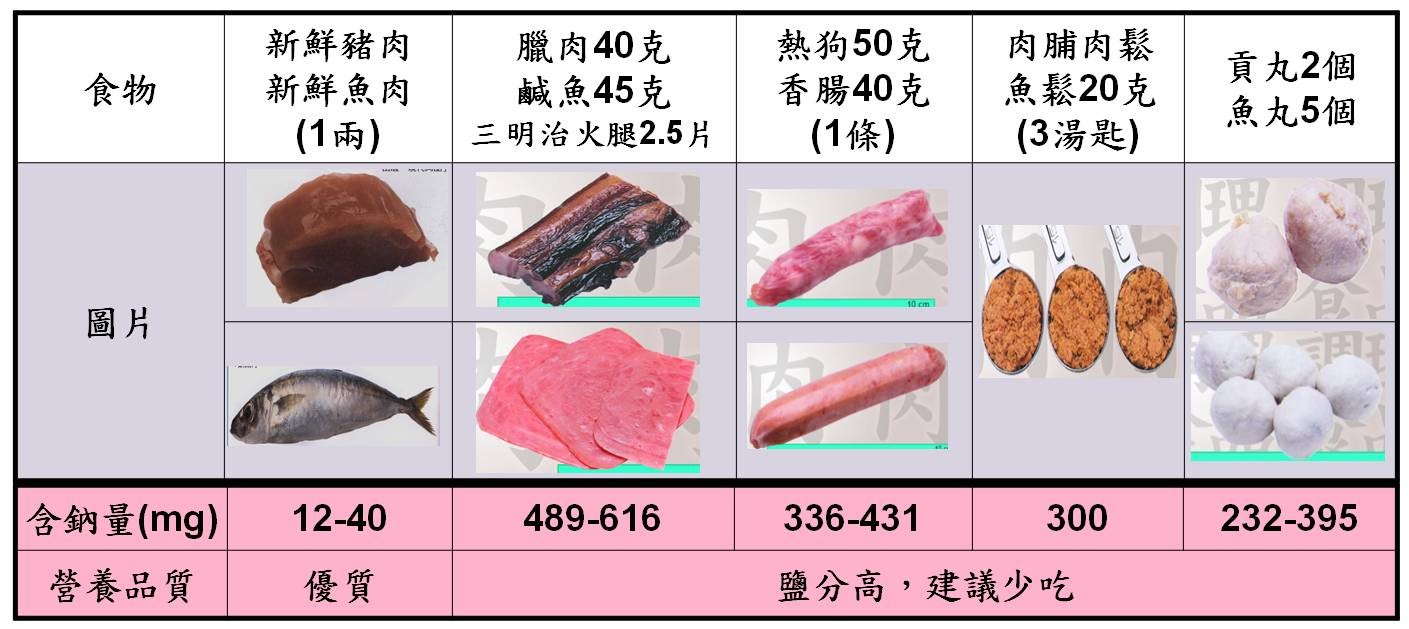 食物
新鮮豬肉
新鮮魚肉
(1兩)
臘肉40克
鹹魚45克
三明治火腿2.5片
熱狗50克
香腸40克
(1條)
肉脯肉鬆
魚鬆20克
(3湯匙)
貢丸2個
魚丸5個
圖片
10 cm
含鈉量(mg)
12-40
489-616
336-431
300
232-395
營養品質
優質
鹽分高，建議少吃